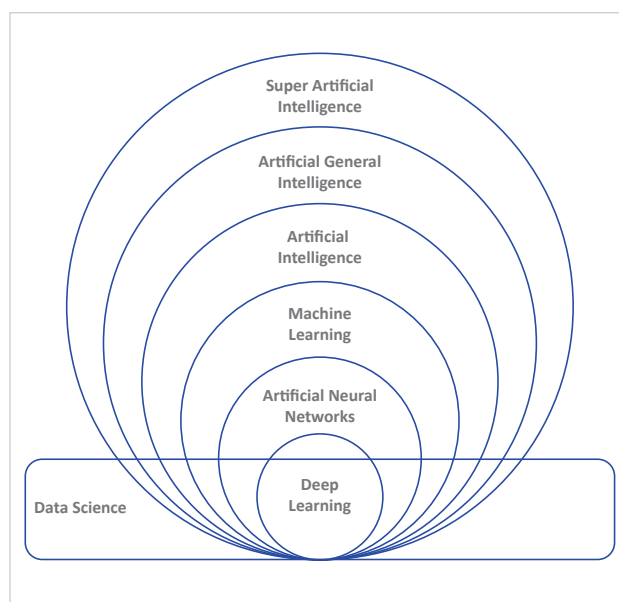 Super Artificial
Intelligence
Artificial General
Intelligence
Artificial
Intelligence
Machine
Learning
Artificial Neural
Networks
Deep
Learning
Data Science